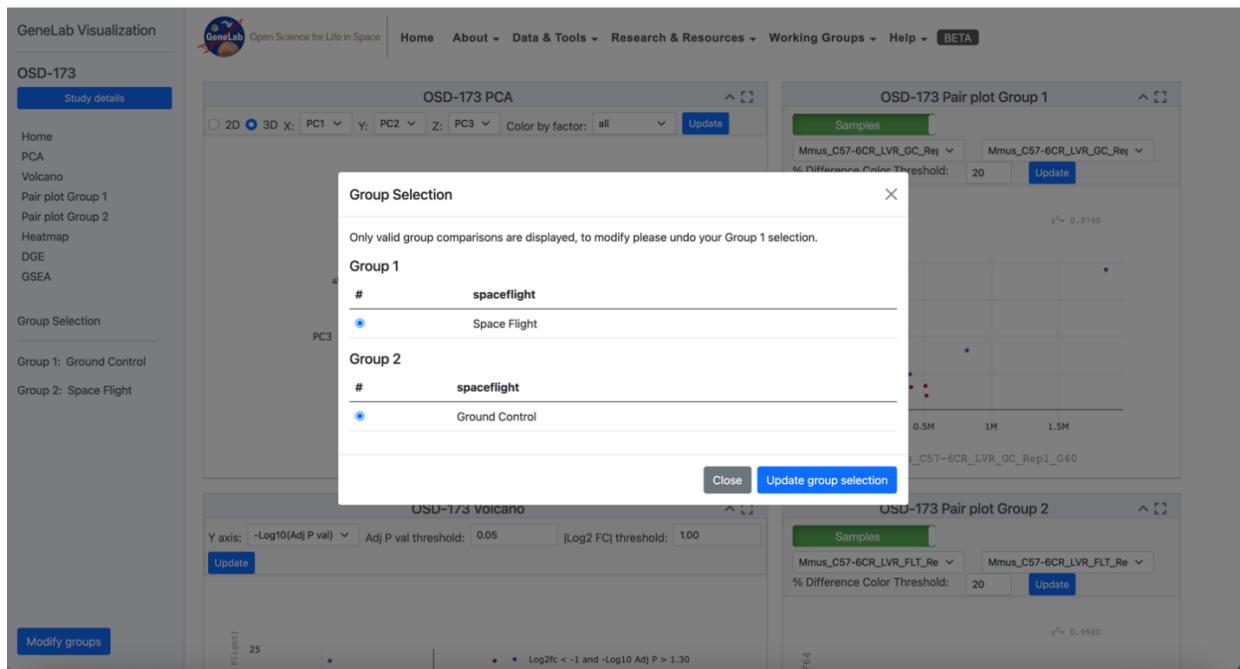 GeneLab Visualization
OSD-173
Study details
Home
PCA
Volcano
Pair plot Group 1
Pair plot Group 2
Heatmap
DGE
GSEA
Group Selection
Group 1: Ground Control
Group 2: Space Flight
Modify groups
GeneLab Open Science for Life in Space Home About Data & Tools Research & Resources Working Groups Help BETA
OSD-173 PCA
2D 3D X: PC1 Y: PC2 Z: PC3 Color by factor: all Update
PC3
OSD-173 Pair plot Group 1
Samples
Mmus_C57-6CR_LVR_GC_Rep Mmus_C57-6CR_LVR_GC_Rep
% Difference Color Threshold: 20 Update
r²= 0.9760
0.5M 1M 1.5M
s_C57-6CR_LVR_GC_Rep1_G40
Group Selection
Only valid group comparisons are displayed, to modify please undo your Group 1 selection.
Group 1
# spaceflight
Space Flight
Group 2
# spaceflight
Ground Control
Close Update group selection
OSD-173 Volcano
Y axis: -Log10(Adj P val) Adj P val threshold: 0.05 |Log2 FC| threshold: 1.00
Update
25
Log2fc < -1 and -Log10 Adj P > 1.30
OSD-173 Pair plot Group 2
Samples
Mmus_C57-6CR_LVR_FLT_Re Mmus_C57-6CR_LVR_FLT_Re
% Difference Color Threshold: 20 Update
r²= 0.9920